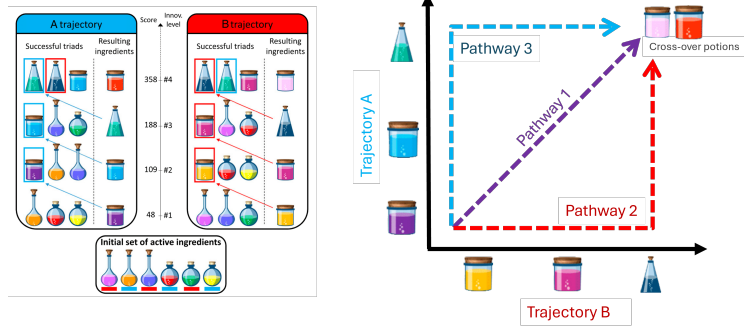 A trajectory
Score
Innov. level
B trajectory
Successful triads
Resulting ingredients
Successful triads
Resulting ingredients
358
#4
188
#3
109
#2
48
#1
Initial set of active ingredients
Pathway 3
Cross-over potions
Trajectory A
Pathway 1
Pathway 2
Trajectory B